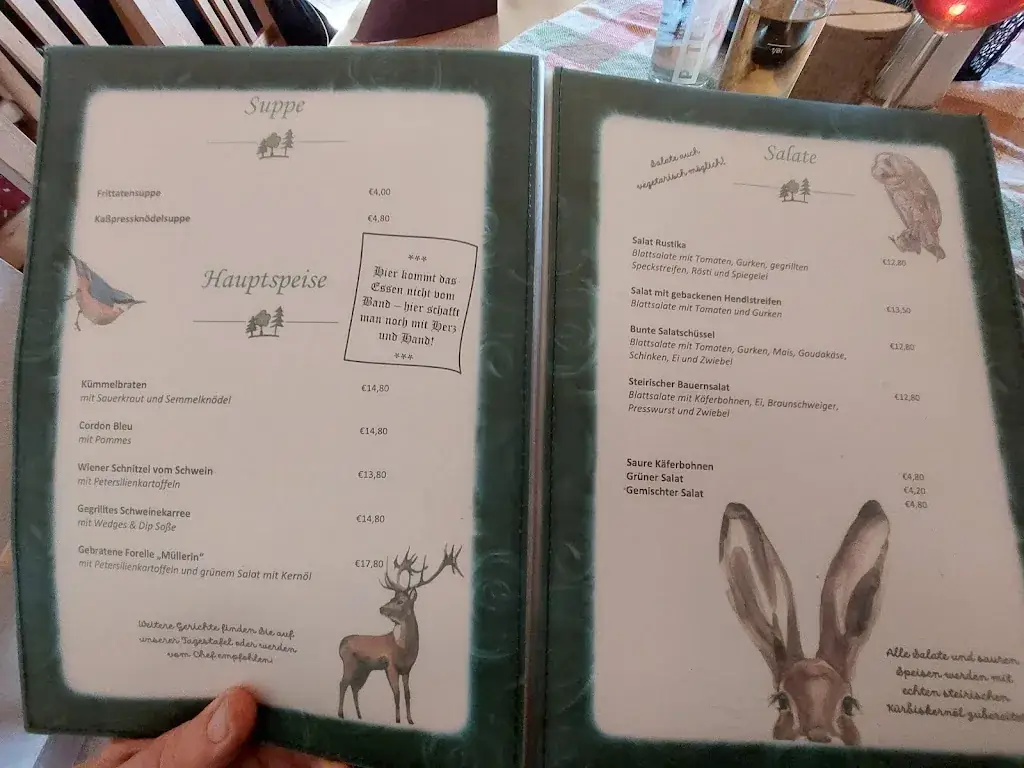 Suppe
Frittatensuppe €4,00
Kaßpressknödelsuppe €4,80
Hauptspeise
***
Hier kommt das
Essen nicht vom
Band – hier schafft
man noch mit Herz
und Hand!
***
Kümmelbraten €14,80
mit Sauerkraut und Semmelknödel
Cordon Bleu €14,80
mit Pommes
Wiener Schnitzel vom Schwein €13,80
mit Petersilienkartoffeln
Gegrilltes Schweinekarree €14,80
mit Wedges & Dip Soße
Gebratene Forelle „Müllerin“ €17,80
mit Petersilienkartoffeln und grünem Salat mit Kernöl
Weitere Gerichte finden Sie auf
unserer Tagestafel oder werden
vom Chef empfohlen!
Salate auch
vegetarisch möglich!
Salate
Salat Rustika €12,80
Blattsalate mit Tomaten, Gurken, gegrillten
Speckstreifen, Rösti und Spiegelei
Salat mit gebackenen Hendlstreifen €13,50
Blattsalate mit Tomaten und Gurken
Bunte Salatschüssel €12,80
Blattsalate mit Tomaten, Gurken, Mais, Goudakäse,
Schinken, Ei und Zwiebel
Steirischer Bauernsalat €12,80
Blattsalate mit Käferbohnen, Ei, Braunschweiger,
Presswurst und Zwiebel
Saure Käferbohnen €4,80
Grüner Salat €4,20
Gemischter Salat €4,80
Alle Salate und sauren
Speisen werden mit
echten steirischen
Kürbiskernöl zubereitet